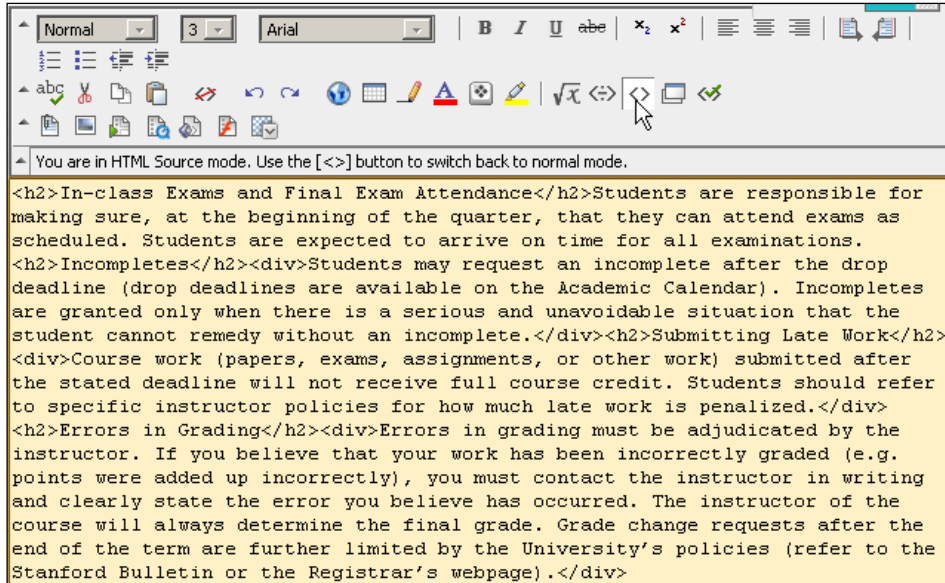 Normal 3 Arial B I U abc x₂ x²
abc √x <·> <>
You are in HTML Source mode. Use the [<>] button to switch back to normal mode.
<h2>In-class Exams and Final Exam Attendance</h2>Students are responsible for
making sure, at the beginning of the quarter, that they can attend exams as
scheduled. Students are expected to arrive on time for all examinations.
<h2>Incompletes</h2><div>Students may request an incomplete after the drop
deadline (drop deadlines are available on the Academic Calendar). Incompletes
are granted only when there is a serious and unavoidable situation that the
student cannot remedy without an incomplete.</div><h2>Submitting Late Work</h2>
<div>Course work (papers, exams, assignments, or other work) submitted after
the stated deadline will not receive full course credit. Students should refer
to specific instructor policies for how much late work is penalized.</div>
<h2>Errors in Grading</h2><div>Errors in grading must be adjudicated by the
instructor. If you believe that your work has been incorrectly graded (e.g.
points were added up incorrectly), you must contact the instructor in writing
and clearly state the error you believe has occurred. The instructor of the
course will always determine the final grade. Grade change requests after the
end of the term are further limited by the University's policies (refer to the
Stanford Bulletin or the Registrar's webpage).</div>